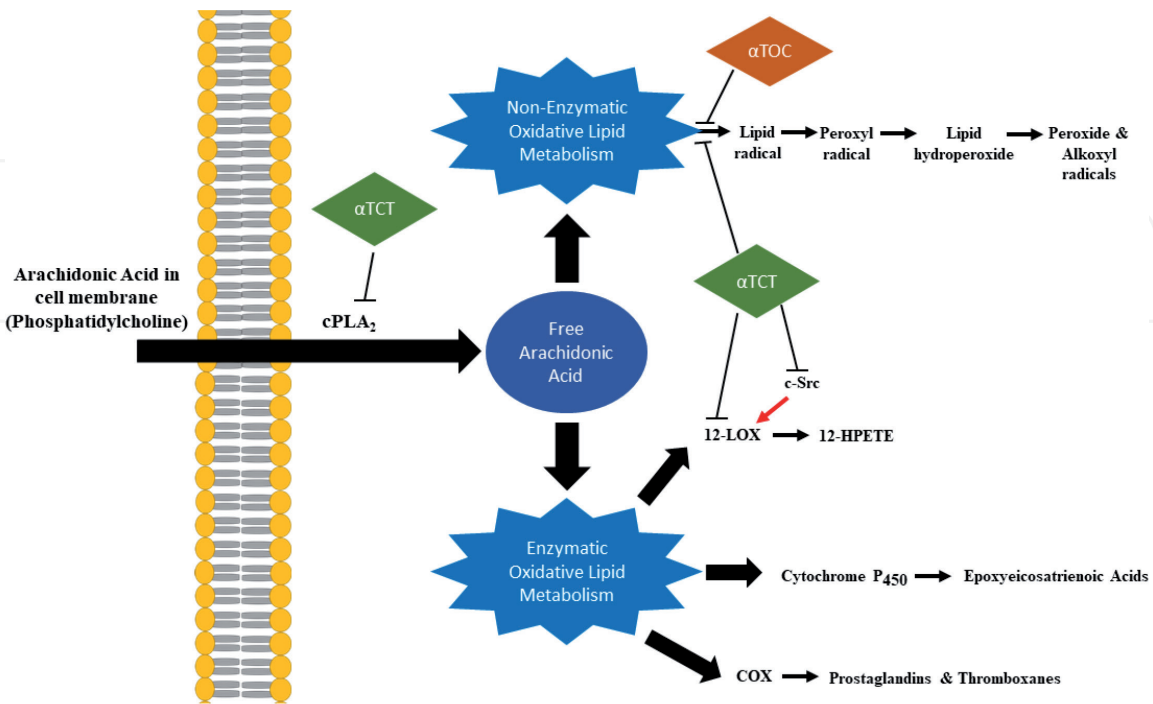 αTOC
Non-Enzymatic
Oxidative Lipid
Metabolism
Lipid
radical
Peroxyl
radical
Lipid
hydroperoxide
Peroxide &
Alkoxyl
radicals
αTCT
αTCT
Arachidonic Acid in
cell membrane
(Phosphatidylcholine)
cPLA₂
Free
Arachidonic
Acid
c-Src
12-LOX
12-HPETE
Enzymatic
Oxidative Lipid
Metabolism
Cytochrome P₄₅₀
Epoxyeicosatrienoic Acids
COX
Prostaglandins & Thromboxanes